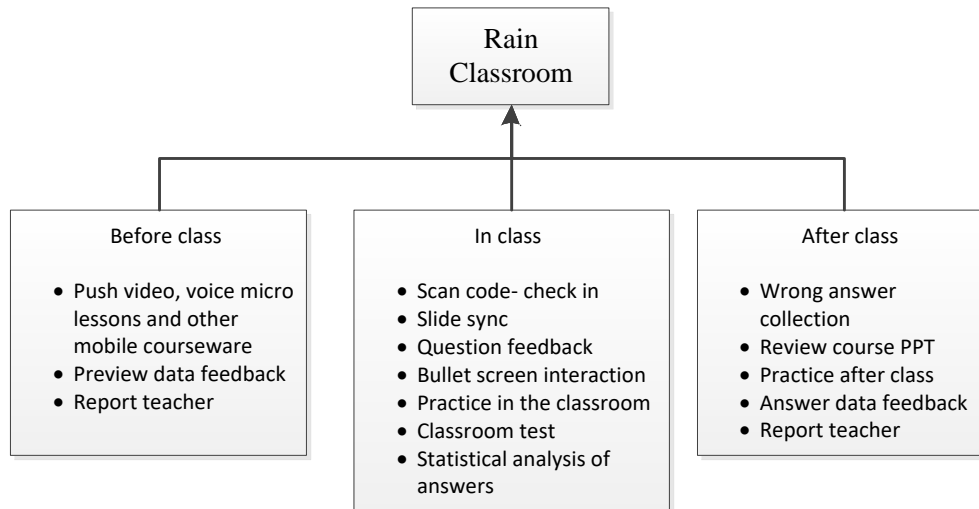 Rain
Classroom
Before class
• Push video, voice micro
lessons and other
mobile courseware
• Preview data feedback
• Report teacher
In class
• Scan code- check in
• Slide sync
• Question feedback
• Bullet screen interaction
• Practice in the classroom
• Classroom test
• Statistical analysis of
answers
After class
• Wrong answer
collection
• Review course PPT
• Practice after class
• Answer data feedback
• Report teacher